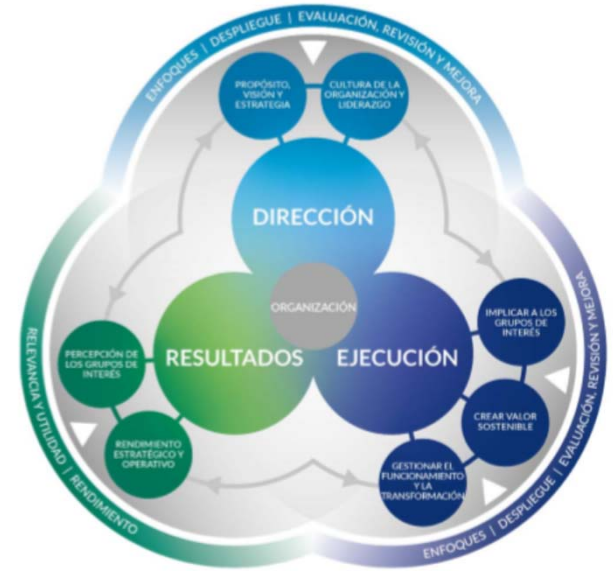 ENFOQUES | DESPLIEGUE | EVALUACIÓN, REVISIÓN Y MEJORA
PROPÓSITO,
VISIÓN Y
ESTRATEGIA
CULTURA DE LA
ORGANIZACIÓN Y
LIDERAZGO
DIRECCIÓN
ORGANIZACIÓN
RESULTADOS
EJECUCIÓN
PERCEPCIÓN DE
LOS GRUPOS DE
INTERÉS
RENDIMIENTO
ESTRATÉGICO Y
OPERATIVO
IMPLICAR A LOS
GRUPOS DE
INTERÉS
CREAR VALOR
SOSTENIBLE
GESTIONAR EL
FUNCIONAMIENTO
Y LA
TRANSFORMACIÓN
RELEVANCIA Y UTILIDAD | RENDIMIENTO
ENFOQUES | DESPLIEGUE | EVALUACIÓN, REVISIÓN Y MEJORA